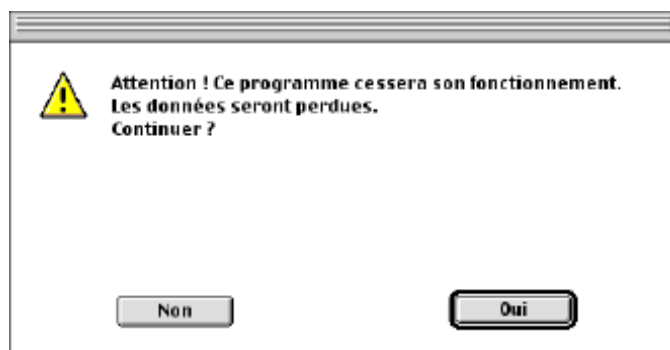 Attention ! Ce programme cessera son fonctionnement.
Les données seront perdues.
Continuer ?
Non
Oui